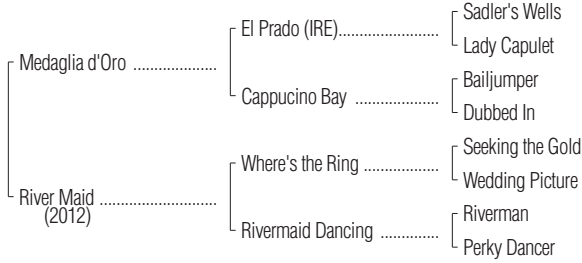 Medaglia d'Oro ....................
El Prado (IRE)........................
Sadler's Wells
Lady Capulet
Cappucino Bay ....................
Bailjumper
Dubbed In
River Maid ............................
(2012)
Where's the Ring ..................
Seeking the Gold
Wedding Picture
Rivermaid Dancing ..............
Riverman
Perky Dancer